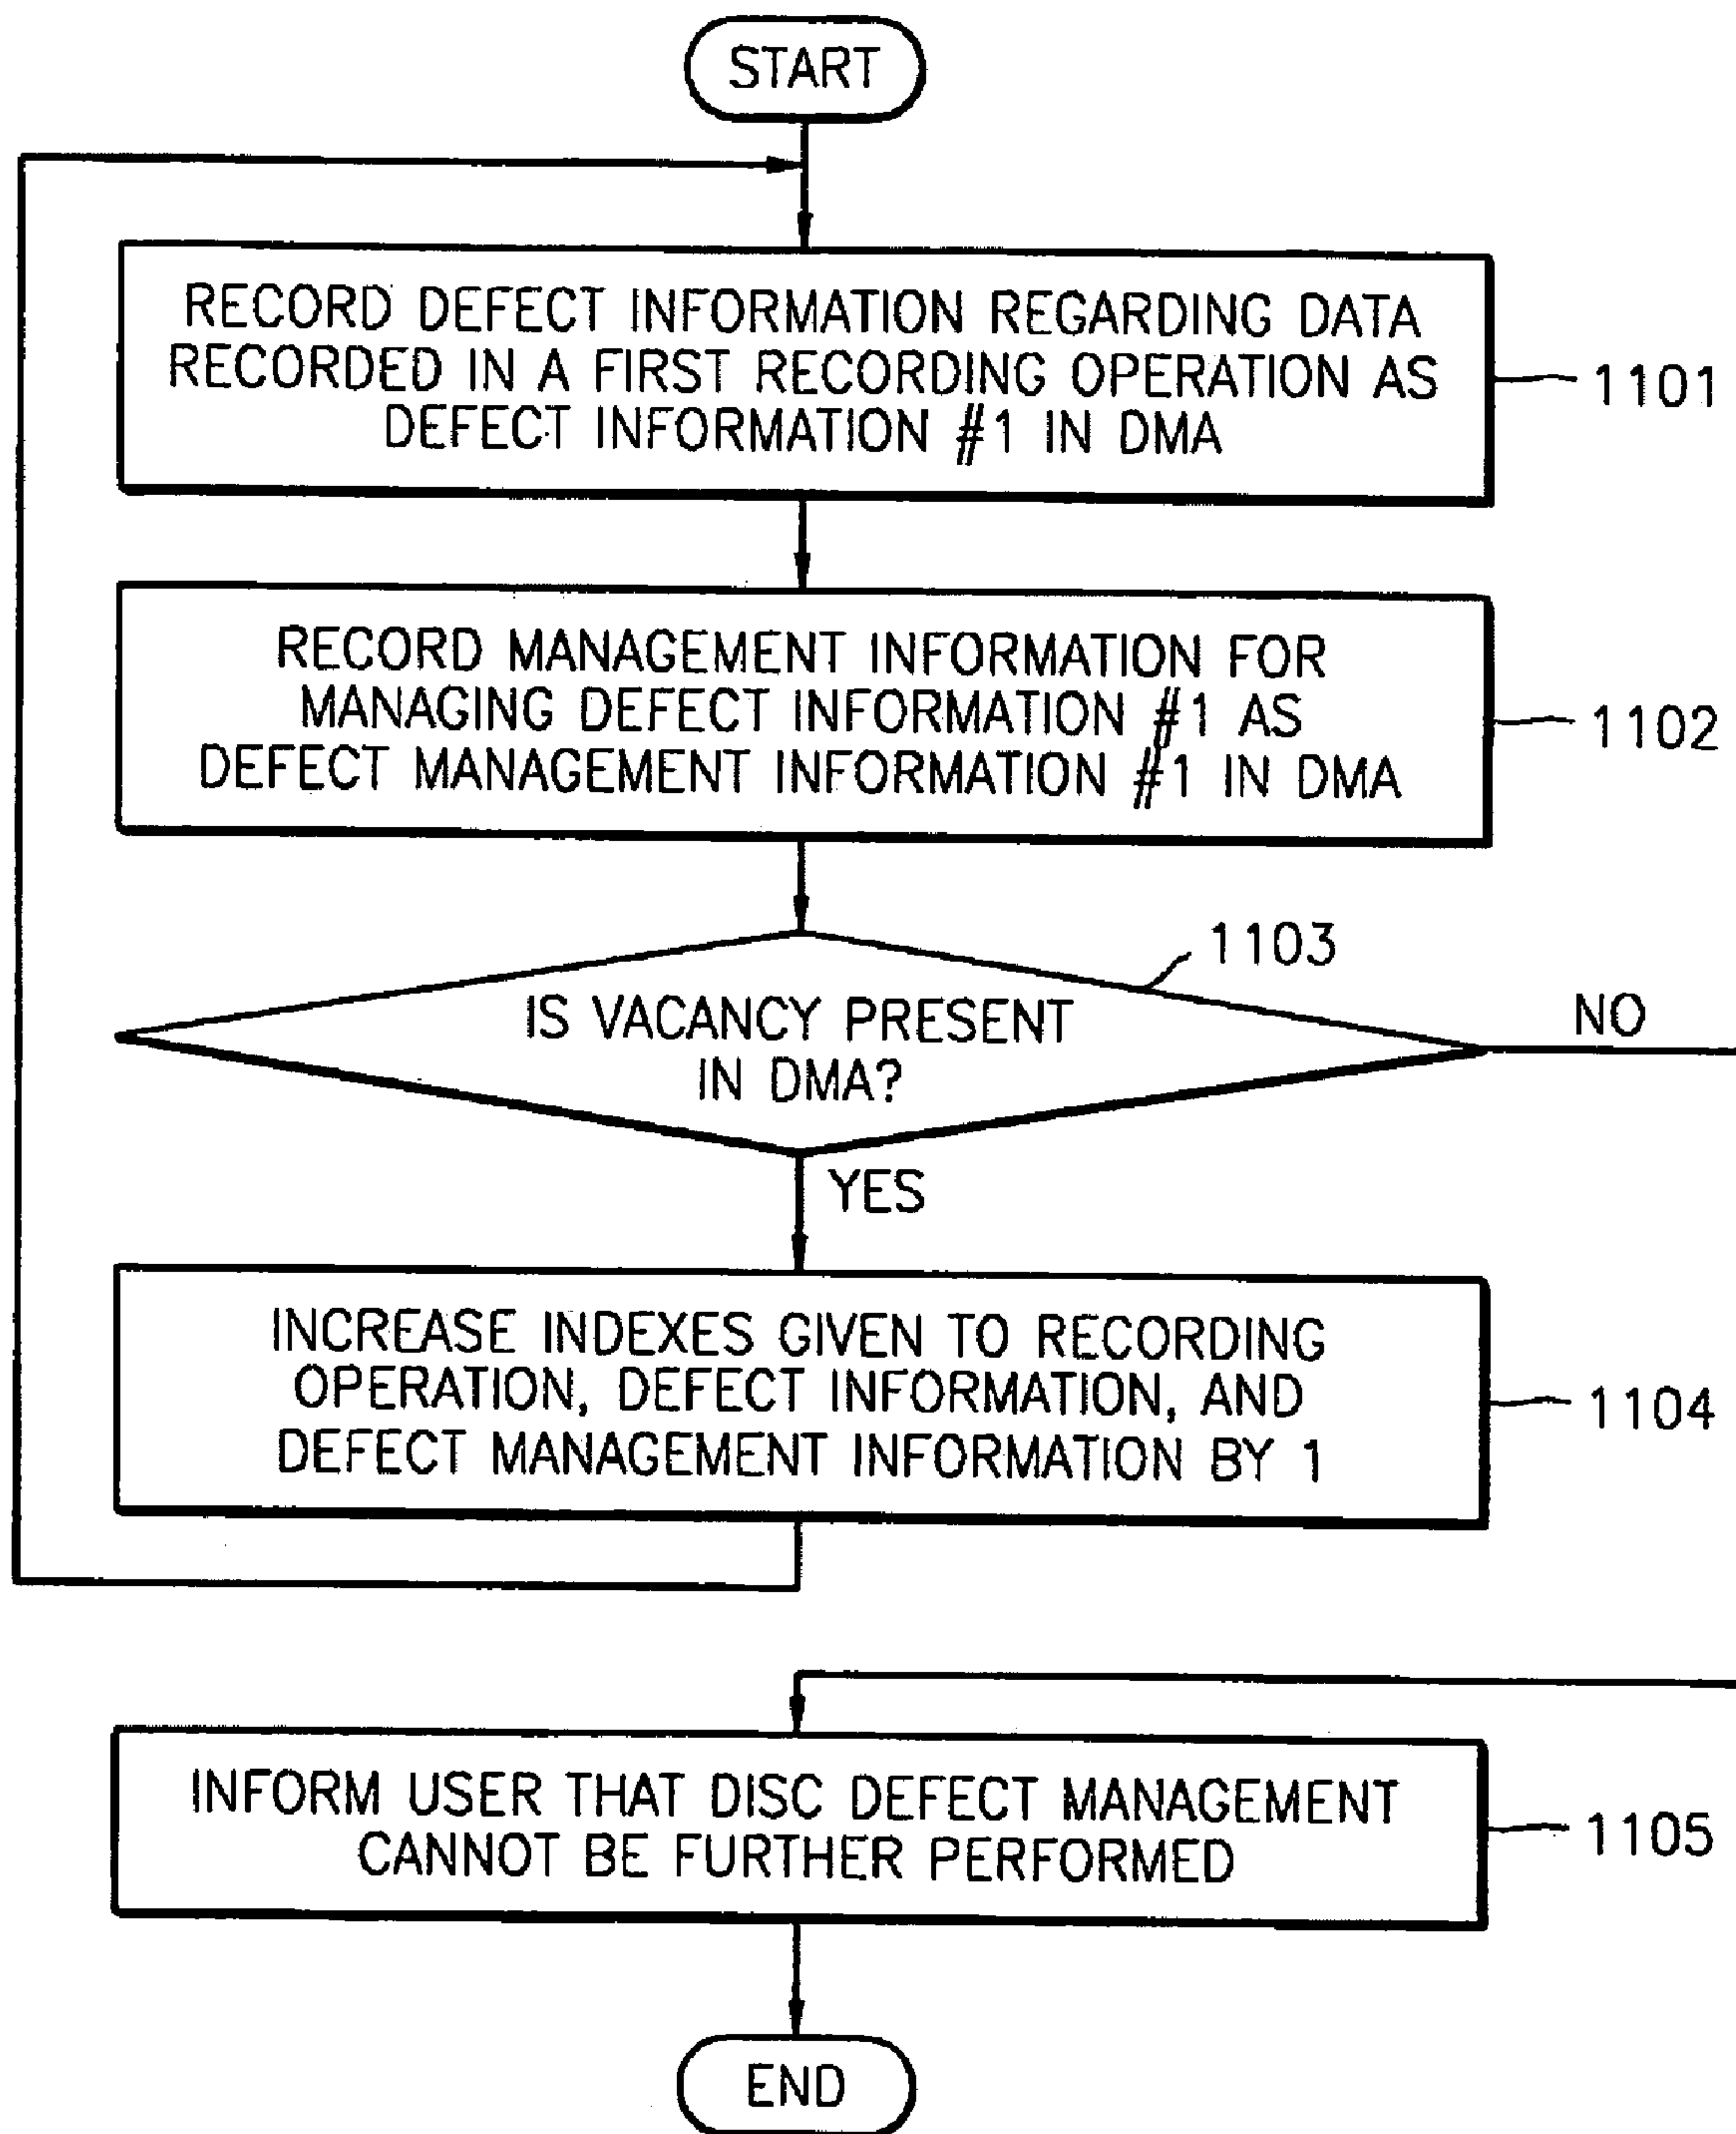 START
RECORD DEFECT INFORMATION REGARDING DATA
RECORDED IN A FIRST RECORDING OPERATION AS
DEFECT INFORMATION #1 IN DMA
1101
RECORD MANAGEMENT INFORMATION FOR
MANAGING DEFECT INFORMATION #1 AS
DEFECT MANAGEMENT INFORMATION #1 IN DMA
1102
1103
IS VACANCY PRESENT
IN DMA?
NO
YES
INCREASE INDEXES GIVEN TO RECORDING
OPERATION, DEFECT INFORMATION, AND
DEFECT MANAGEMENT INFORMATION BY 1
1104
INFORM USER THAT DISC DEFECT MANAGEMENT
CANNOT BE FURTHER PERFORMED
1105
END